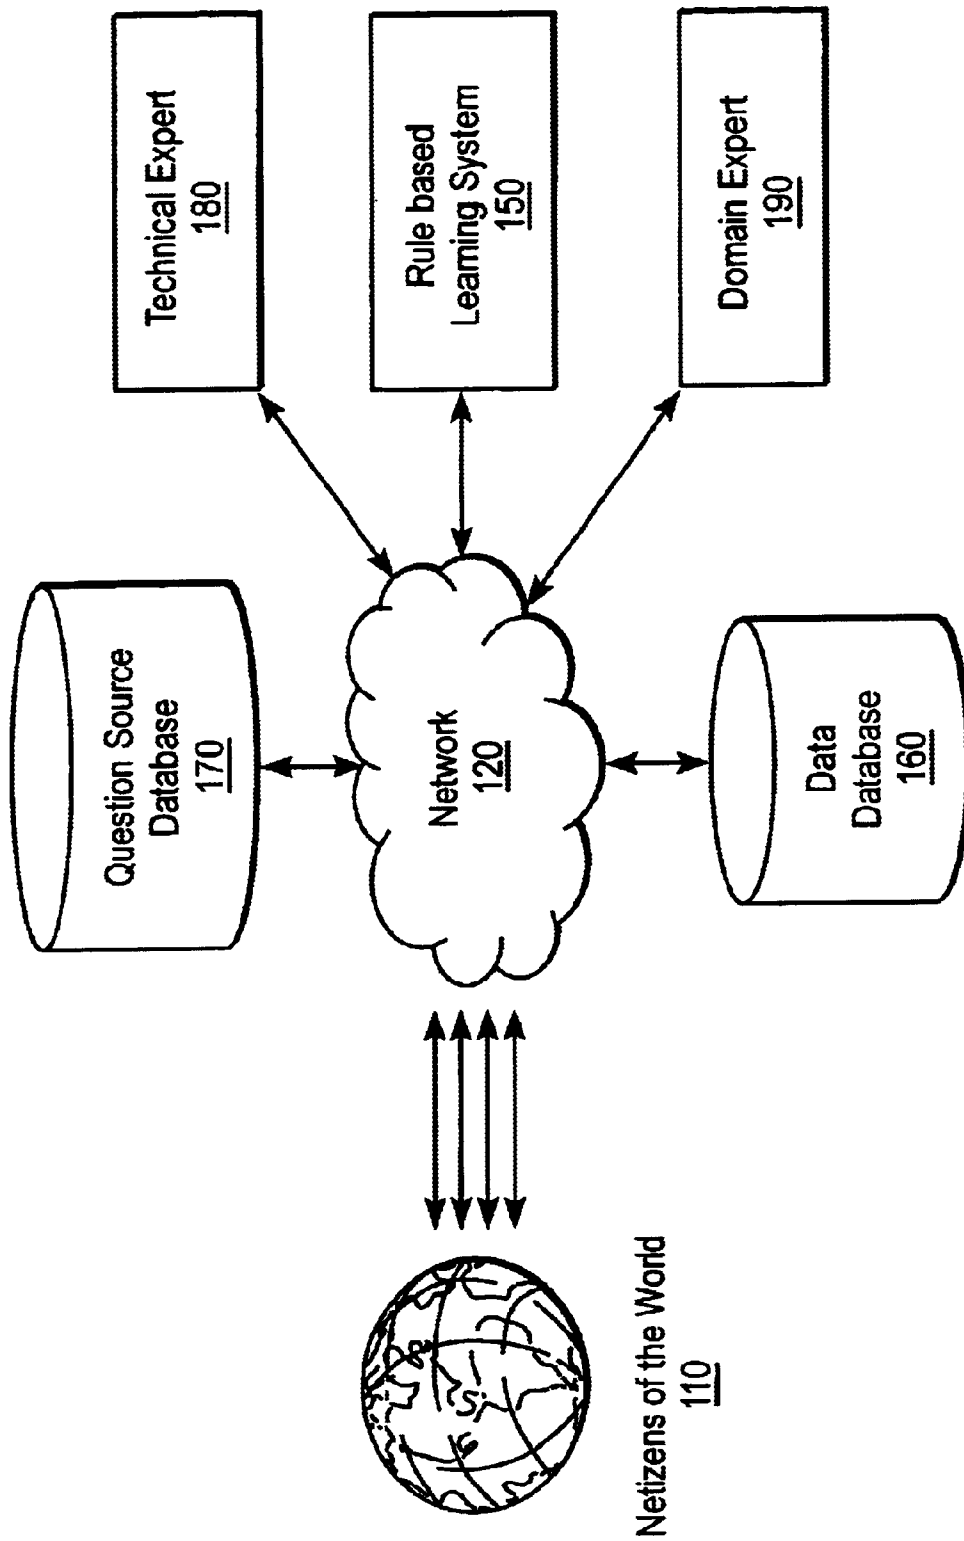 Netizens of the World
110
Question Source
Database
170
Network
120
Data
Database
160
Technical Expert
180
Rule based
Learning System
150
Domain Expert
190